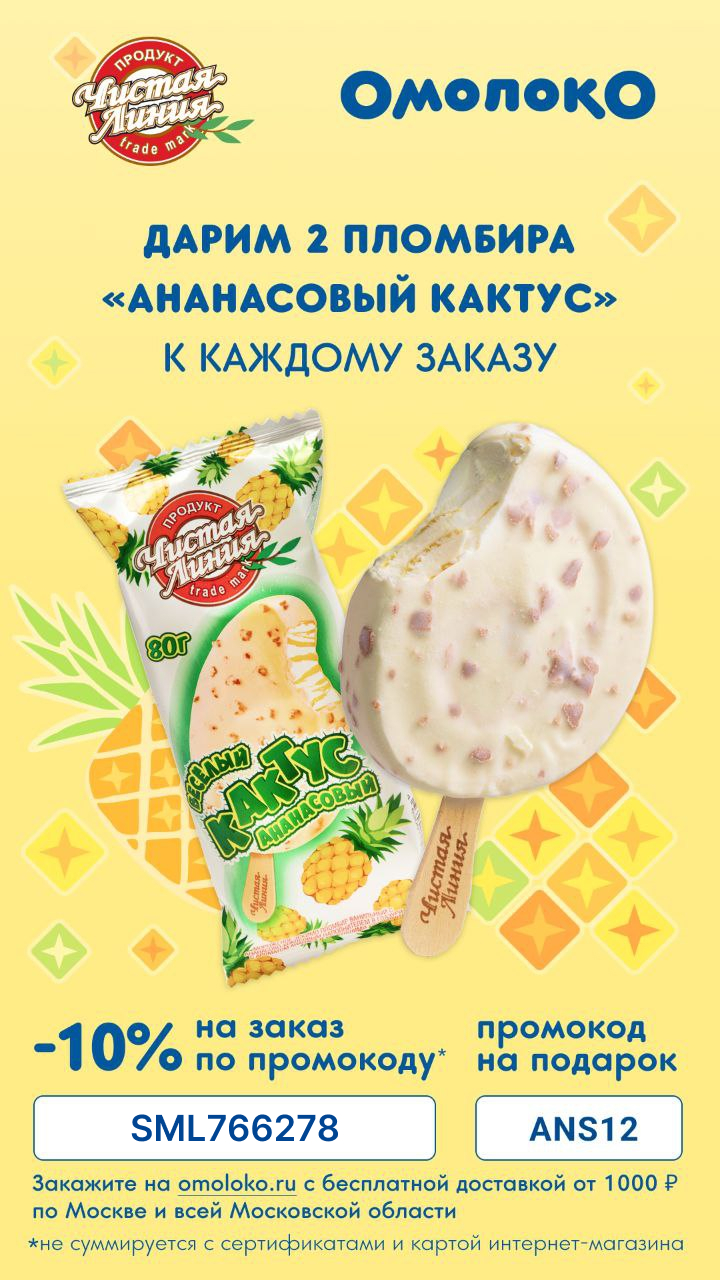 ПРОДУКТ
Чистая
Линия
trade mark
ОмолокО
ДАРИМ 2 ПЛОМБИРА
«АНАНАСОВЫЙ КАКТУС»
К КАЖДОМУ ЗАКАЗУ
ПРОДУКТ
Чистая
Линия
trade mark
80г
ВЕСЁЛЫЙ
КАКТУС
АНАНАСОВЫЙ
Чистая
Линия
Чистая
Линия
-10% на заказ
по промокоду*
SML766278
промокод
на подарок
ANS12
Закажите на omoloko.ru с бесплатной доставкой от 1000 ₽
по Москве и всей Московской области
*не суммируется с сертификатами и картой интернет-магазина